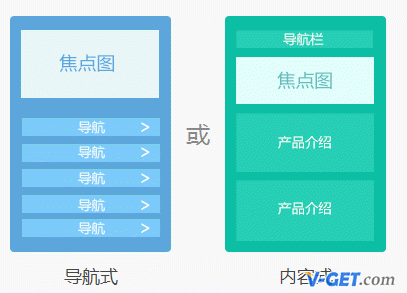 焦点图
导航 >
导航 >
导航 >
导航 >
导航 >
导航式
或
导航栏
焦点图
产品介绍
产品介绍
内容式
V-GET.com